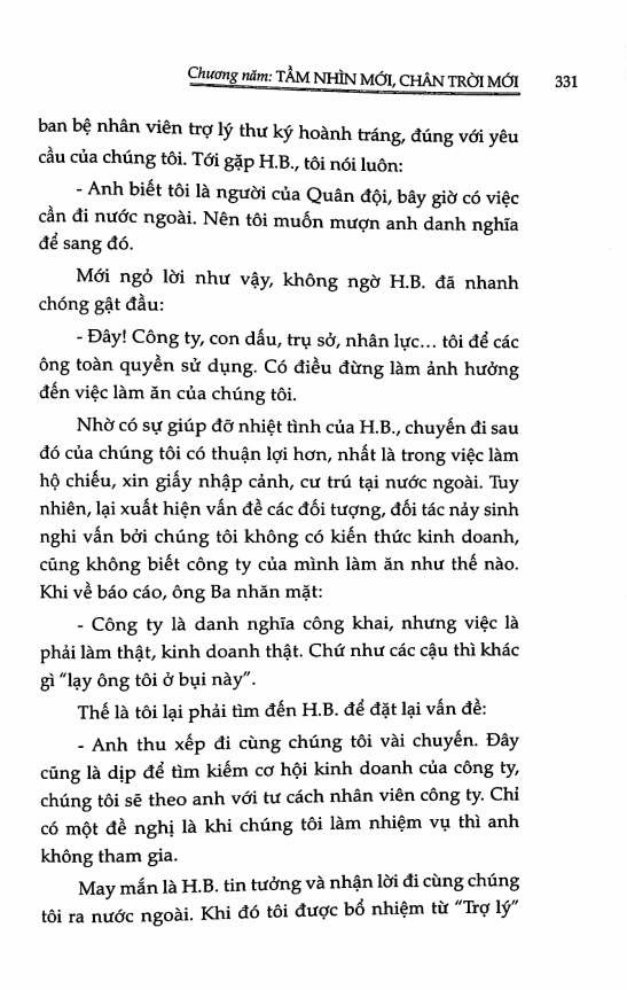 Chương năm: TẦM NHÌN MỚI, CHÂN TRỜI MỚI 331
ban bệ nhân viên trợ lý thư ký hoành tráng, đúng với yêu
cầu của chúng tôi. Tới gặp H.B., tôi nói luôn:
- Anh biết tôi là người của Quân đội, bây giờ có việc
cần đi nước ngoài. Nên tôi muốn mượn anh danh nghĩa
để sang đó.
Mới ngỏ lời như vậy, không ngờ H.B. đã nhanh
chóng gật đầu:
- Đây! Công ty, con dấu, trụ sở, nhân lực... tôi để các
ông toàn quyền sử dụng. Có điều đừng làm ảnh hưởng
đến việc làm ăn của chúng tôi.
Nhờ có sự giúp đỡ nhiệt tình của H.B., chuyến đi sau
đó của chúng tôi có thuận lợi hơn, nhất là trong việc làm
hộ chiếu, xin giấy nhập cảnh, cư trú tại nước ngoài. Tuy
nhiên, lại xuất hiện vấn đề các đối tượng, đối tác nảy sinh
nghi vấn bởi chúng tôi không có kiến thức kinh doanh,
cũng không biết công ty của mình làm ăn như thế nào.
Khi về báo cáo, ông Ba nhăn mặt:
- Công ty là danh nghĩa công khai, nhưng việc là
phải làm thật, kinh doanh thật. Chứ như các cậu thì khác
gì "lạy ông tôi ở bụi này".
Thế là tôi lại phải tìm đến H.B. để đặt lại vấn đề:
- Anh thu xếp đi cùng chúng tôi vài chuyến. Đây
cũng là dịp để tìm kiếm cơ hội kinh doanh của công ty,
chúng tôi sẽ theo anh với tư cách nhân viên công ty. Chỉ
có một đề nghị là khi chúng tôi làm nhiệm vụ thì anh
không tham gia.
May mắn là H.B. tin tưởng và nhận lời đi cùng chúng
tôi ra nước ngoài. Khi đó tôi được bổ nhiệm từ "Trợ lý"